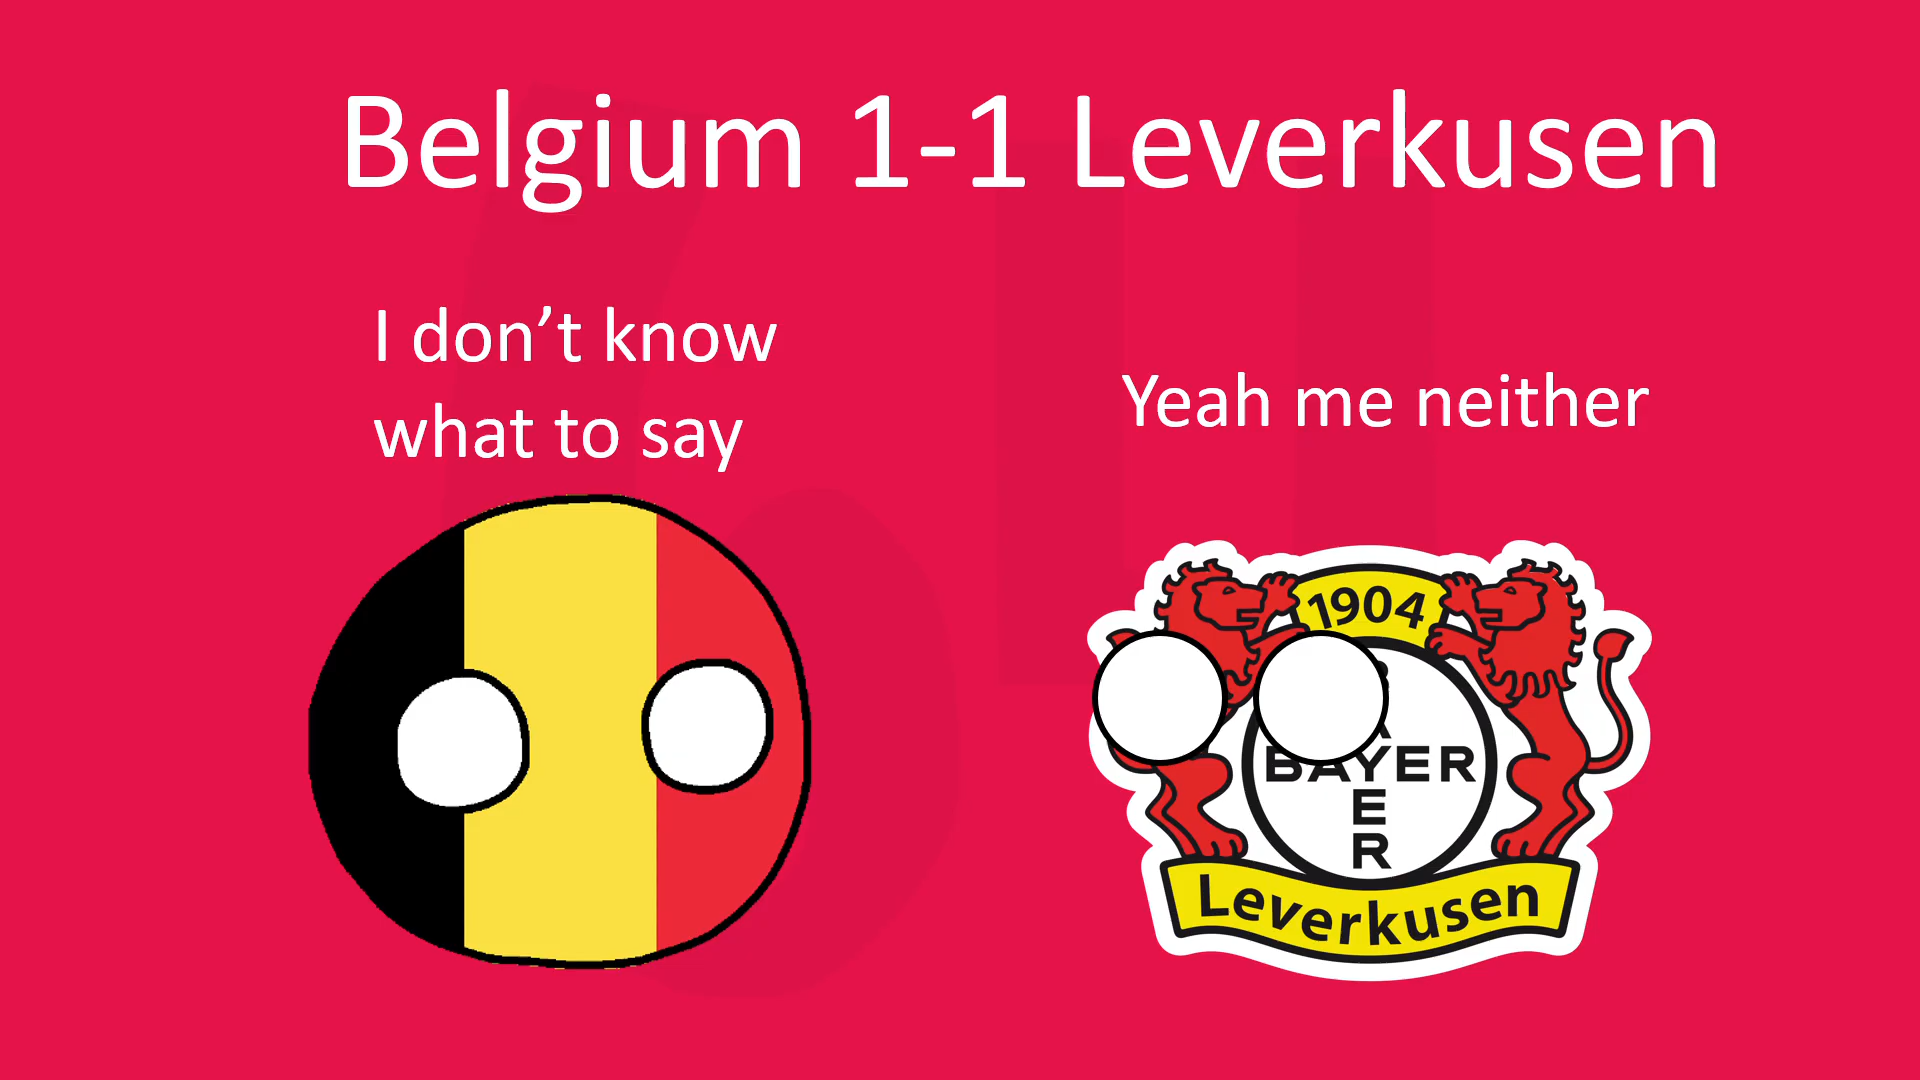 Belgium 1-1 Leverkusen
I don’t know
what to say
Yeah me neither
1904
BAYER
E
R
Leverkusen